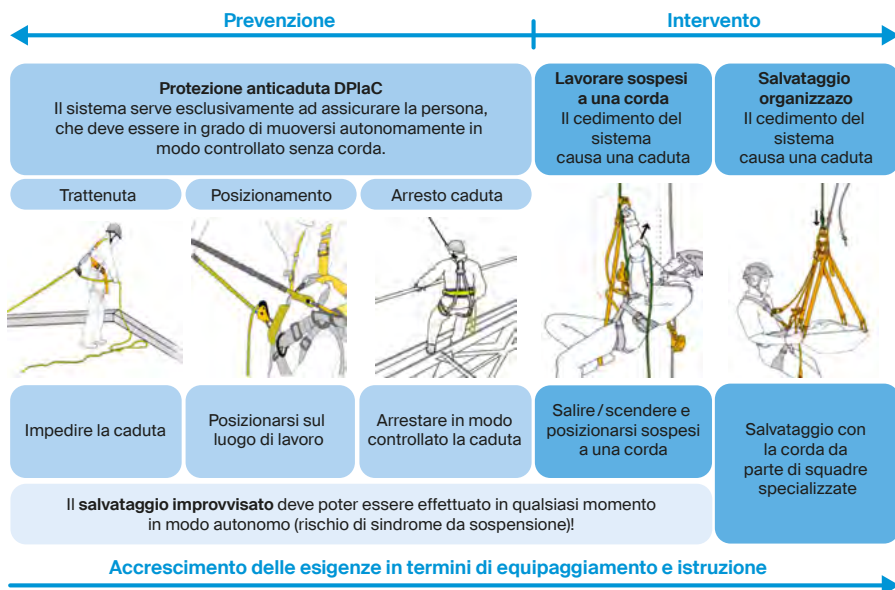 Prevenzione
Intervento
Protezione anticaduta DPIaC
Il sistema serve esclusivamente ad assicurare la persona,
che deve essere in grado di muoversi autonomamente in
modo controllato senza corda.
Lavorare sospesi
a una corda
Il cedimento del
sistema
causa una caduta
Salvataggio
organizzazo
Il cedimento del
sistema
causa una caduta
Trattenuta
Posizionamento
Arresto caduta
Impedire la caduta
Posizionarsi sul
luogo di lavoro
Arrestare in modo
controllato la caduta
Salire/scendere e
posizionarsi sospesi
a una corda
Salvataggio con
la corda da
parte di squadre
specializzate
Il salvataggio improvvisato deve poter essere effettuato in qualsiasi momento
in modo autonomo (rischio di sindrome da sospensione)!
Accrescimento delle esigenze in termini di equipaggiamento e istruzione